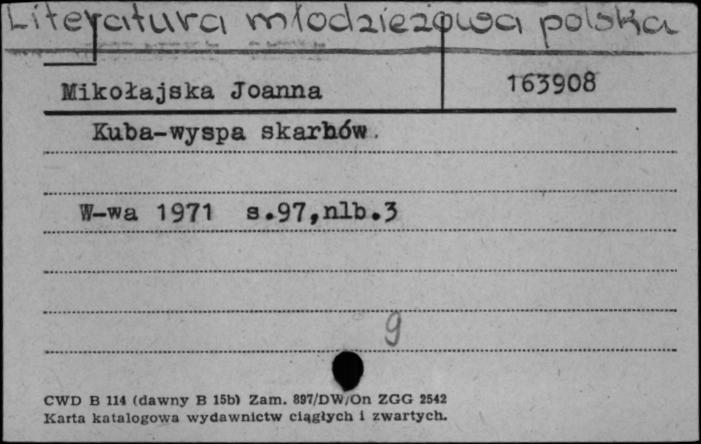 Literatura młodzieżowa polska
Mikołajska Joanna 163908
Kuba-wyspa skarbów.
W-wa 1971 s.97,nlb.3
9
CWD B 114 (dawny B 15b) Zam. 897/DW/On ZGG 2542
Karta katalogowa wydawnictw ciągłych i zwartych.